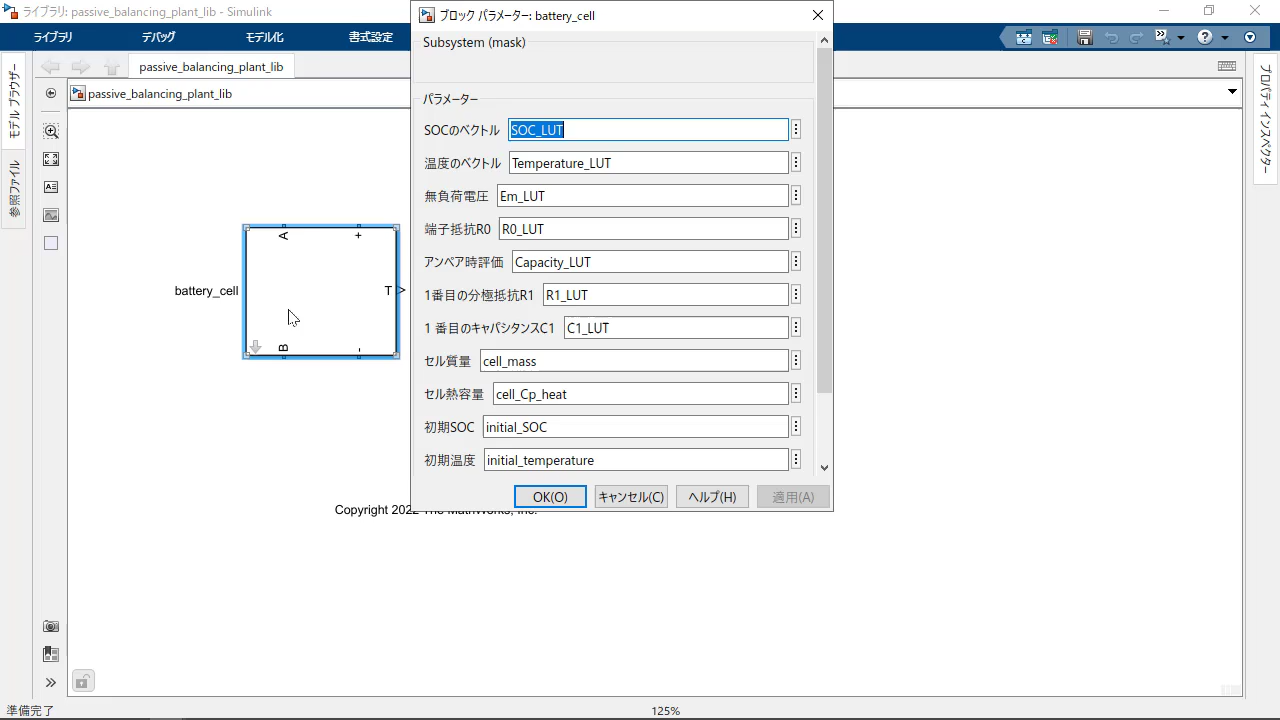 ライブラリ: passive_balancing_plant_lib - Simulink
ライブラリ
デバッグ
モデル化
書式設定
passive_balancing_plant_lib
passive_balancing_plant_lib
モデル ブラウザー
参照ファイル
プロパティ インスペクター
battery_cell
A
+
T
B
-
ブロック パラメーター: battery_cell
Subsystem (mask)
パラメーター
SOCのベクトル SOC_LUT
温度のベクトル Temperature_LUT
無負荷電圧 Em_LUT
端子抵抗R0 R0_LUT
アンペア時評価 Capacity_LUT
1番目の分極抵抗R1 R1_LUT
1 番目のキャパシタンスC1 C1_LUT
セル質量 cell_mass
セル熱容量 cell_Cp_heat
初期SOC initial_SOC
初期温度 initial_temperature
OK(O) キャンセル(C) ヘルプ(H) 適用(A)
Copyright 2022 The MathWorks, Inc.
準備完了
125%